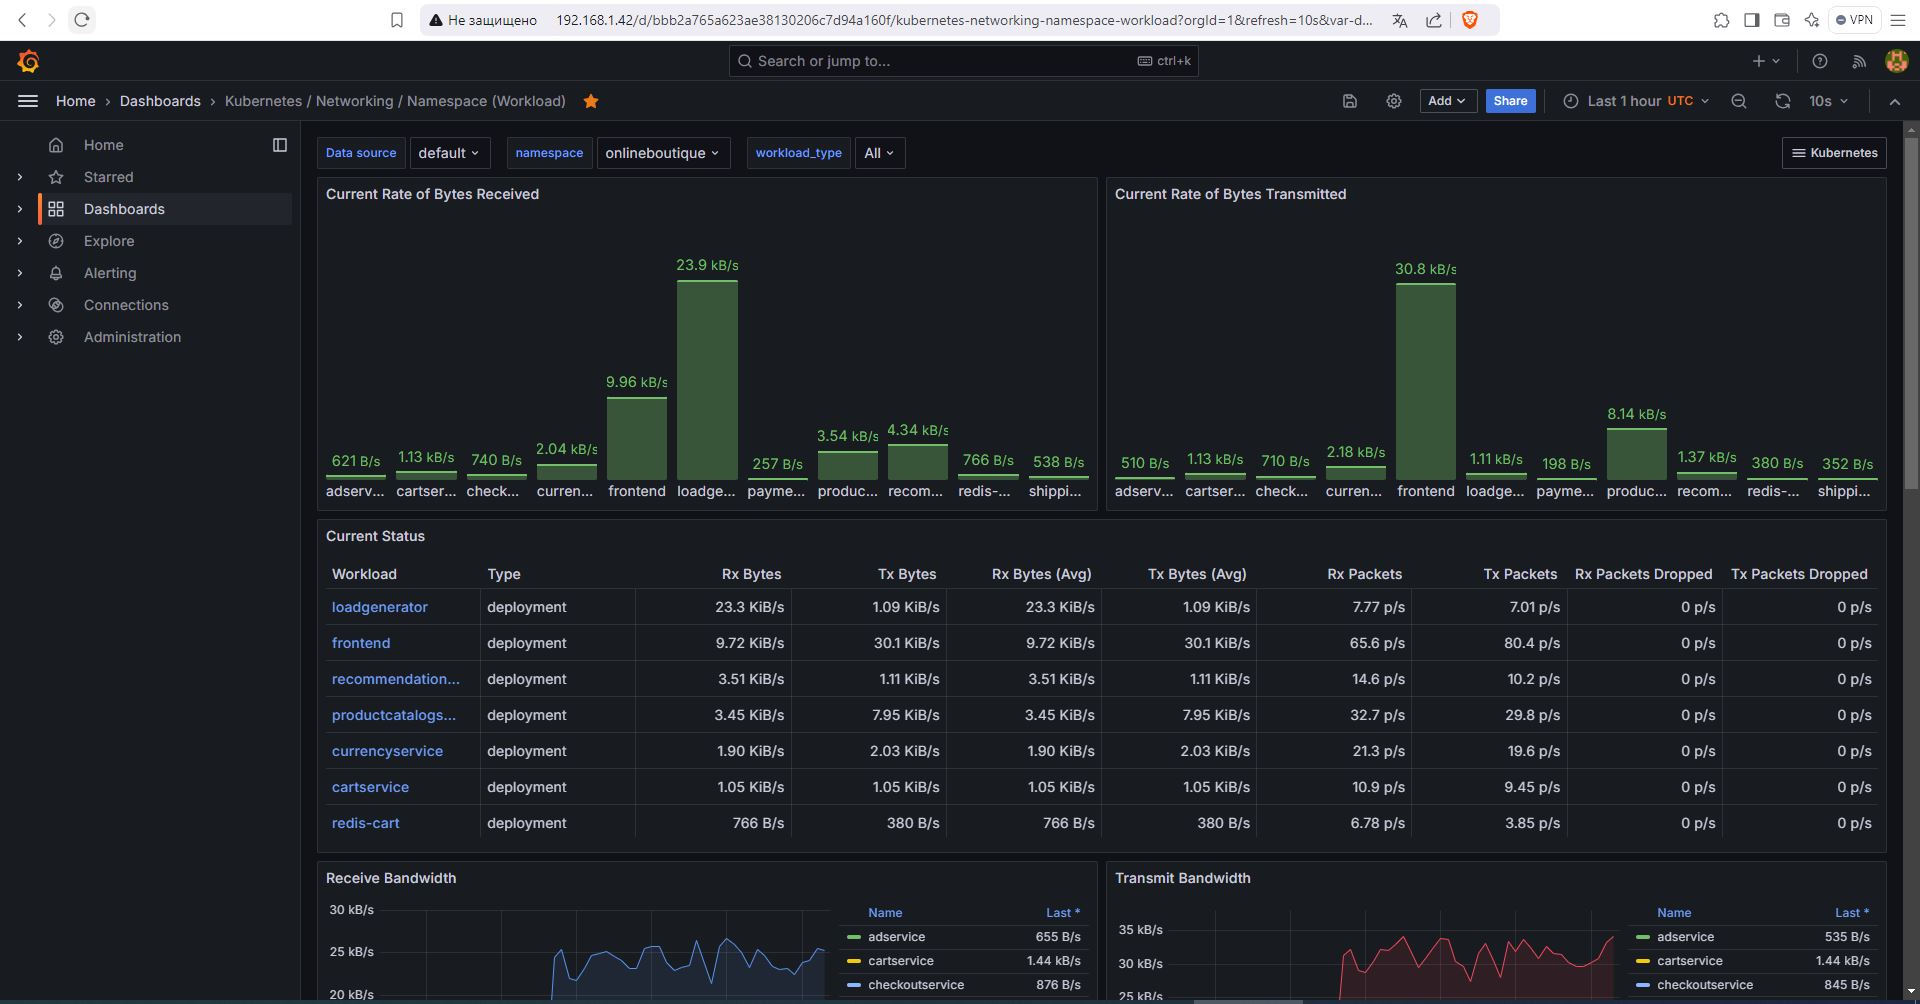 Не защищено 192.168.1.42/d/bbb2a765a623ae38130206c7d94a160f/kubernetes-networking-namespace-workload?orgId=1&refresh=10s&var-d... VPN
Search or jump to... ctrl+k
Home › Dashboards › Kubernetes / Networking / Namespace (Workload) Add Share Last 1 hour UTC 10s
Home
Starred
Dashboards
Explore
Alerting
Connections
Administration
Data source default namespace onlineboutique workload_type All Kubernetes
Current Rate of Bytes Received
23.9 kB/s
9.96 kB/s
621 B/s 1.13 kB/s 740 B/s 2.04 kB/s 257 B/s 3.54 kB/s 4.34 kB/s 766 B/s 538 B/s
adserv... cartser... check... curren... frontend loadge... payme... produc... recom... redis-... shippi...
Current Rate of Bytes Transmitted
30.8 kB/s
8.14 kB/s
510 B/s 1.13 kB/s 710 B/s 2.18 kB/s 1.11 kB/s 198 B/s 1.37 kB/s 380 B/s 352 B/s
adserv... cartser... check... curren... frontend loadge... payme... produc... recom... redis-... shippi...
Current Status
Workload Type Rx Bytes Tx Bytes Rx Bytes (Avg) Tx Bytes (Avg) Rx Packets Tx Packets Rx Packets Dropped Tx Packets Dropped
loadgenerator deployment 23.3 KiB/s 1.09 KiB/s 23.3 KiB/s 1.09 KiB/s 7.77 p/s 7.01 p/s 0 p/s 0 p/s
frontend deployment 9.72 KiB/s 30.1 KiB/s 9.72 KiB/s 30.1 KiB/s 65.6 p/s 80.4 p/s 0 p/s 0 p/s
recommendation... deployment 3.51 KiB/s 1.11 KiB/s 3.51 KiB/s 1.11 KiB/s 14.6 p/s 10.2 p/s 0 p/s 0 p/s
productcatalogs... deployment 3.45 KiB/s 7.95 KiB/s 3.45 KiB/s 7.95 KiB/s 32.7 p/s 29.8 p/s 0 p/s 0 p/s
currencyservice deployment 1.90 KiB/s 2.03 KiB/s 1.90 KiB/s 2.03 KiB/s 21.3 p/s 19.6 p/s 0 p/s 0 p/s
cartservice deployment 1.05 KiB/s 1.05 KiB/s 1.05 KiB/s 1.05 KiB/s 10.9 p/s 9.45 p/s 0 p/s 0 p/s
redis-cart deployment 766 B/s 380 B/s 766 B/s 380 B/s 6.78 p/s 3.85 p/s 0 p/s 0 p/s
Receive Bandwidth
30 kB/s
25 kB/s
20 kB/s
Name Last *
adservice 655 B/s
cartservice 1.44 kB/s
checkoutservice 876 B/s
Transmit Bandwidth
35 kB/s
30 kB/s
25 kB/s
Name Last *
adservice 535 B/s
cartservice 1.44 kB/s
checkoutservice 845 B/s